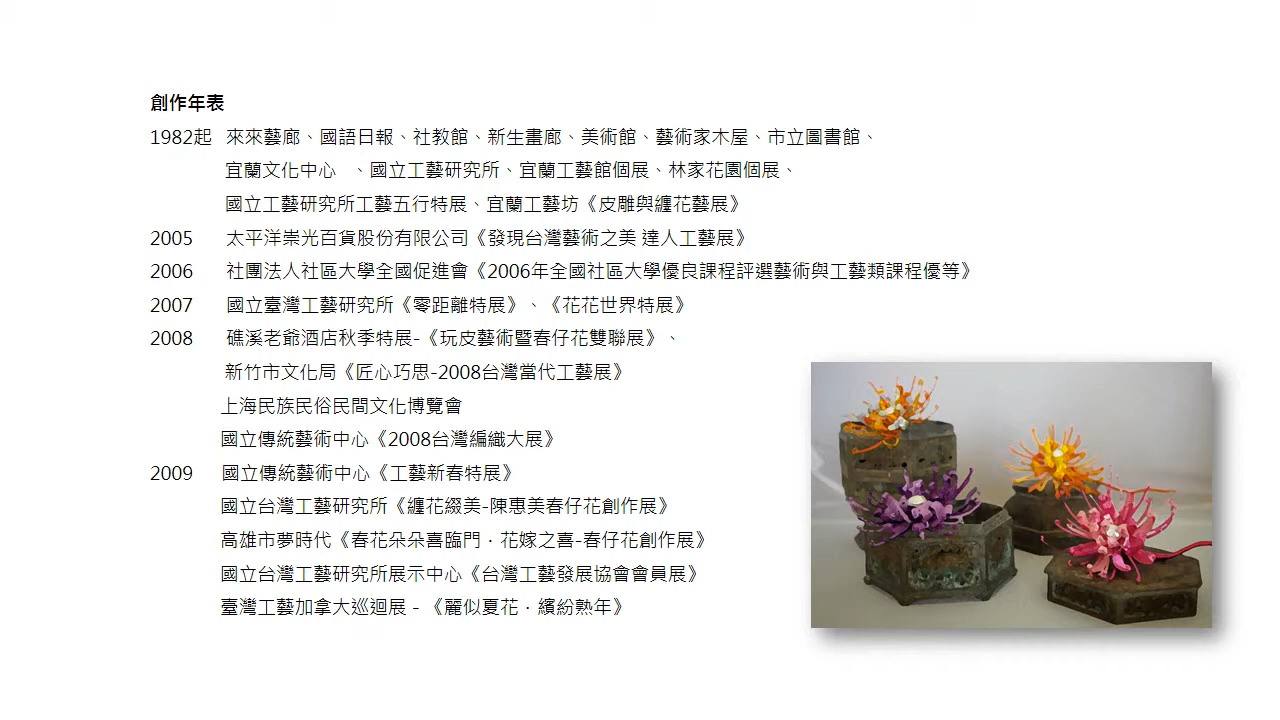 創作年表
1982起 來來藝廊、國語日報、社教館、新生畫廊、美術館、藝術家木屋、市立圖書館、
宜蘭文化中心 、國立工藝研究所、宜蘭工藝館個展、林家花園個展、
國立工藝研究所工藝五行特展、宜蘭工藝坊《皮雕與纏花藝展》
2005 太平洋崇光百貨股份有限公司《發現台灣藝術之美 達人工藝展》
2006 社團法人社區大學全國促進會《2006年全國社區大學優良課程評選藝術與工藝類課程優等》
2007 國立臺灣工藝研究所《零距離特展》、《花花世界特展》
2008 礁溪老爺酒店秋季特展-《玩皮藝術暨春仔花雙聯展》、
新竹市文化局《匠心巧思-2008台灣當代工藝展》
上海民族民俗民間文化博覽會
國立傳統藝術中心《2008台灣編織大展》
2009 國立傳統藝術中心《工藝新春特展》
國立台灣工藝研究所《纏花綴美-陳惠美春仔花創作展》
高雄市夢時代《春花朵朵喜臨門．花嫁之喜-春仔花創作展》
國立台灣工藝研究所展示中心《台灣工藝發展協會會員展》
臺灣工藝加拿大巡迴展 - 《麗似夏花．繽紛熟年》